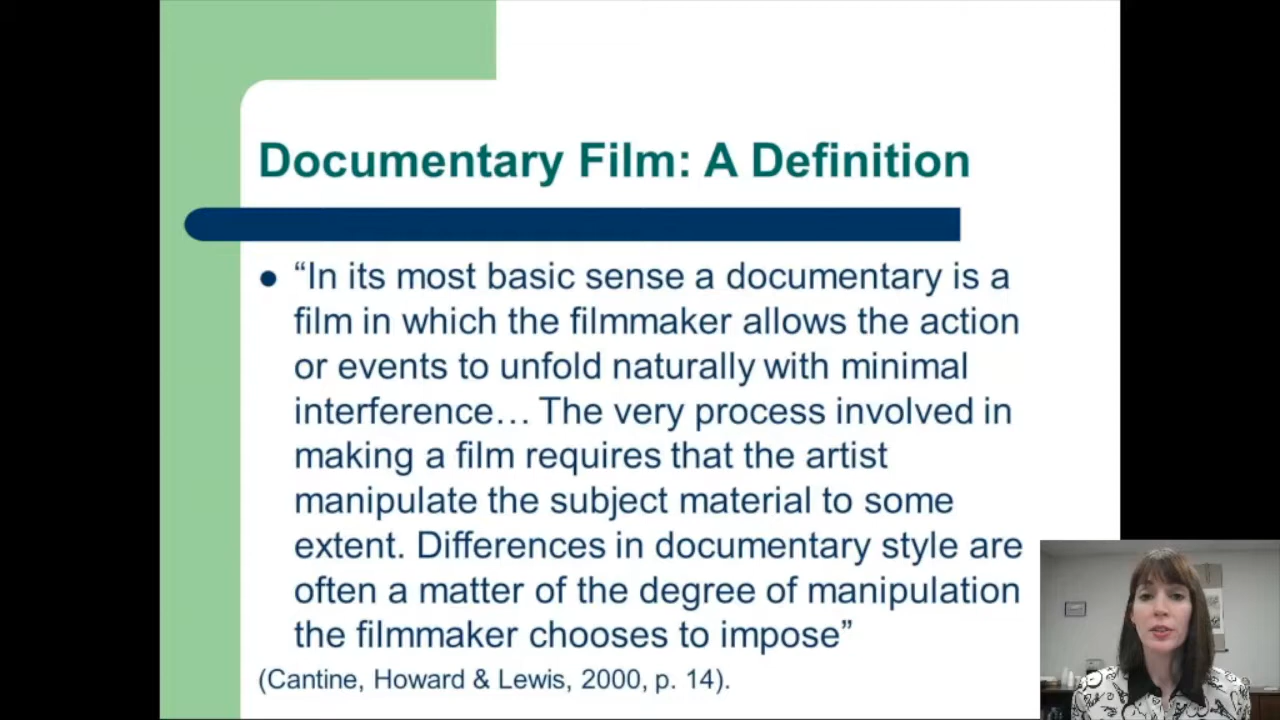 Documentary Film: A Definition
● “In its most basic sense a documentary is a
film in which the filmmaker allows the action
or events to unfold naturally with minimal
interference… The very process involved in
making a film requires that the artist
manipulate the subject material to some
extent. Differences in documentary style are
often a matter of the degree of manipulation
the filmmaker chooses to impose”
(Cantine, Howard & Lewis, 2000, p. 14).